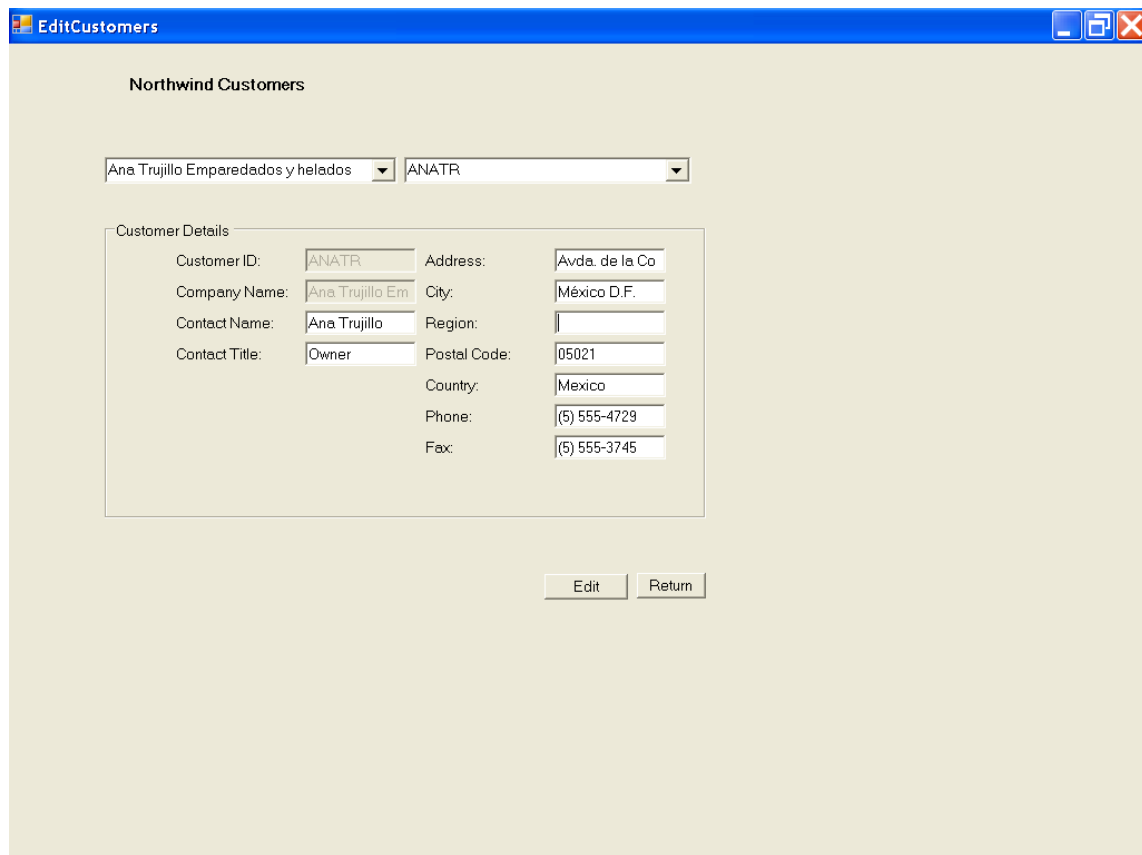 EditCustomers
Northwind Customers
Ana Trujillo Emparedados y helados ANATR
Customer Details
Customer ID: ANATR Address: Avda. de la Co
Company Name: Ana Trujillo Em City: México D.F.
Contact Name: Ana Trujillo Region:
Contact Title: Owner Postal Code: 05021
Country: Mexico
Phone: (5) 555-4729
Fax: (5) 555-3745
Edit Return